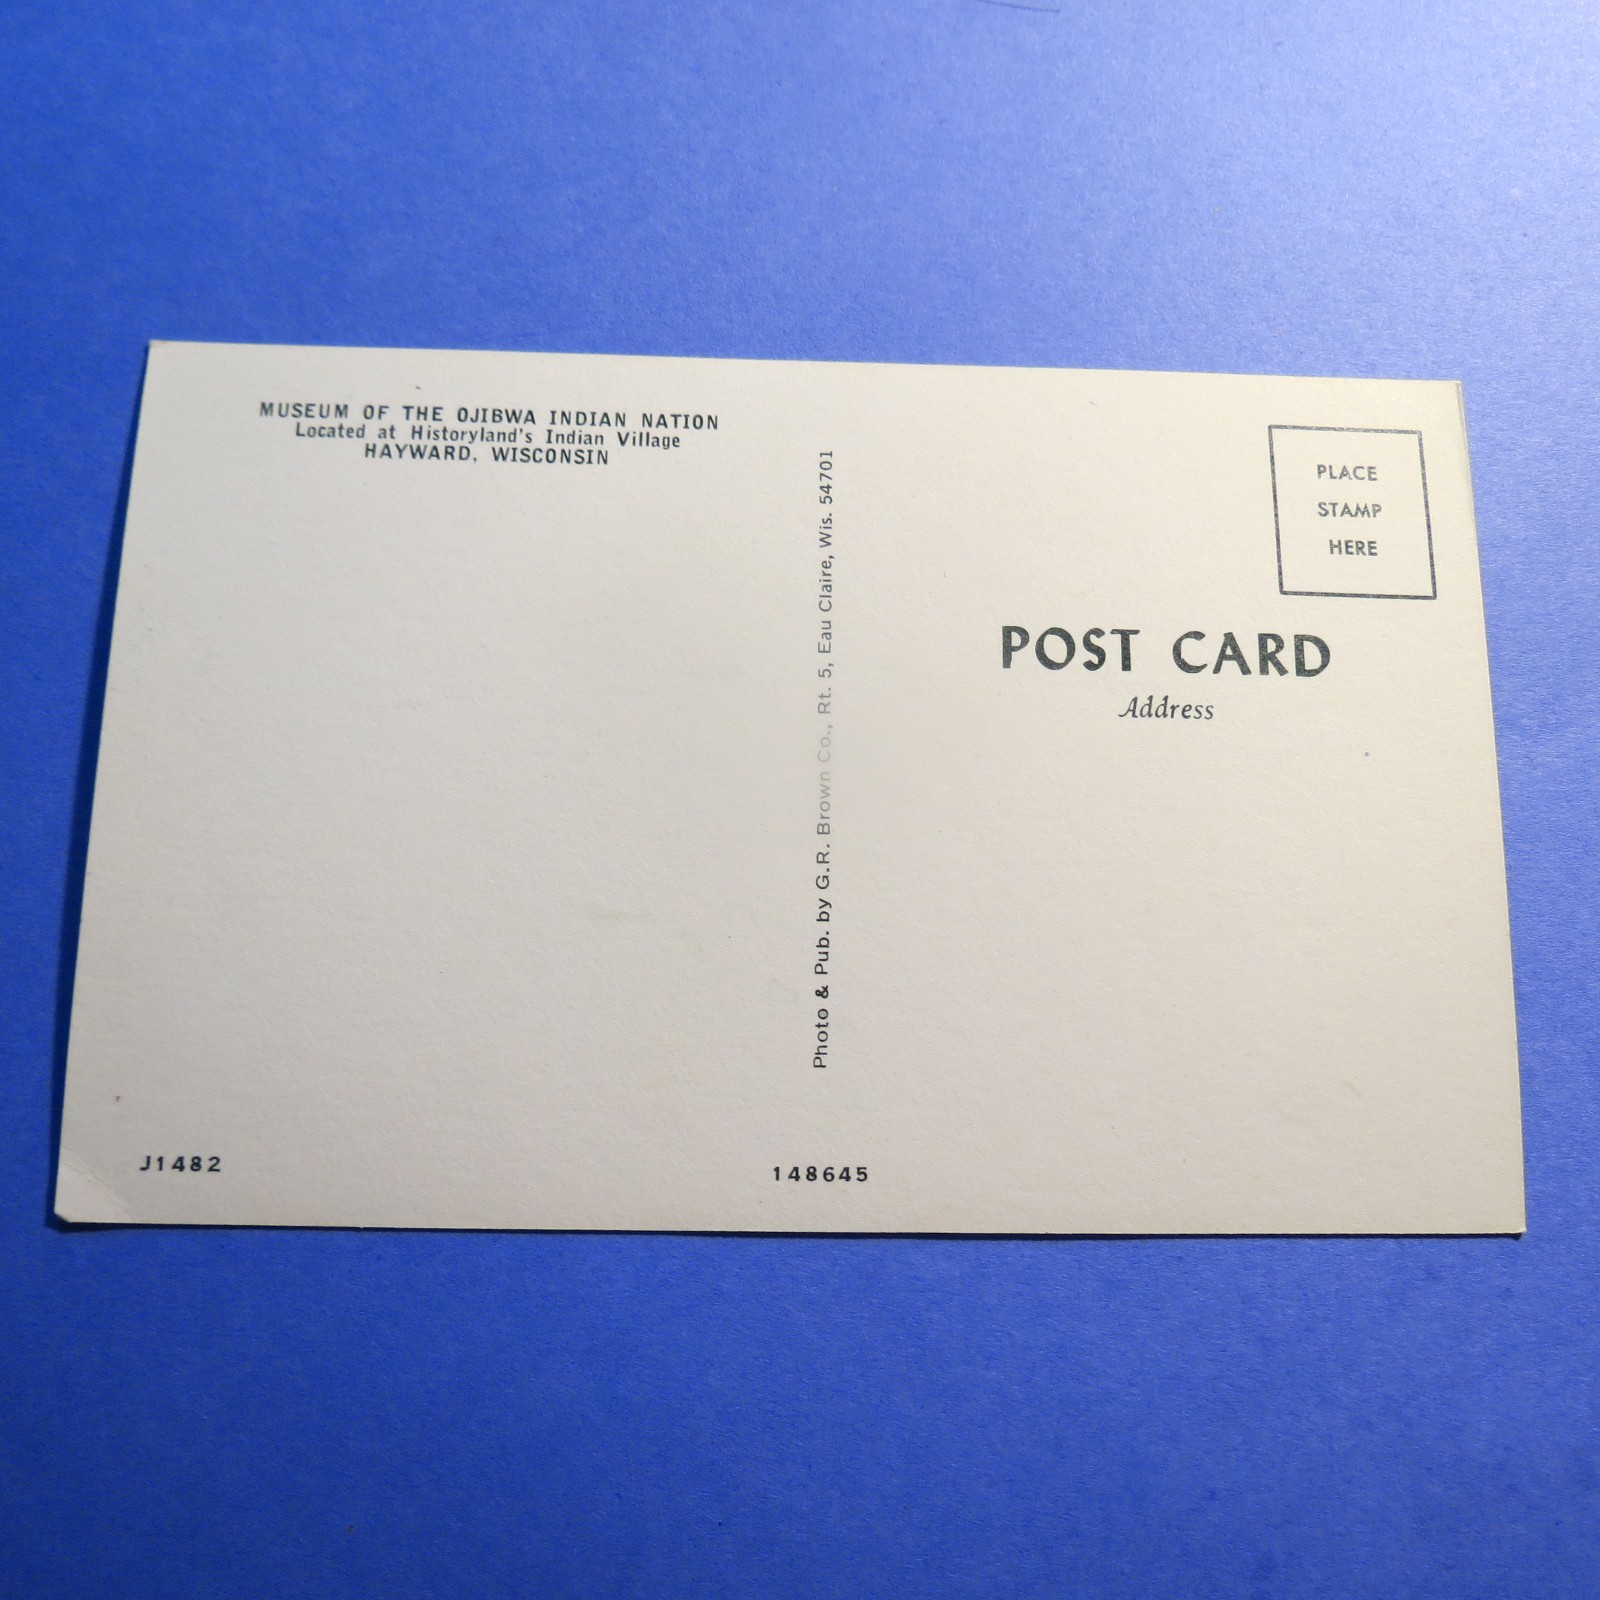 MUSEUM OF THE OJIBWA INDIAN NATION
Located at Historyland's Indian Village
HAYWARD, WISCONSIN
Photo & Pub. by G.R. Brown Co., Rt. 5, Eau Claire, Wis. 54701
PLACE
STAMP
HERE
POST CARD
Address
J1482
148645